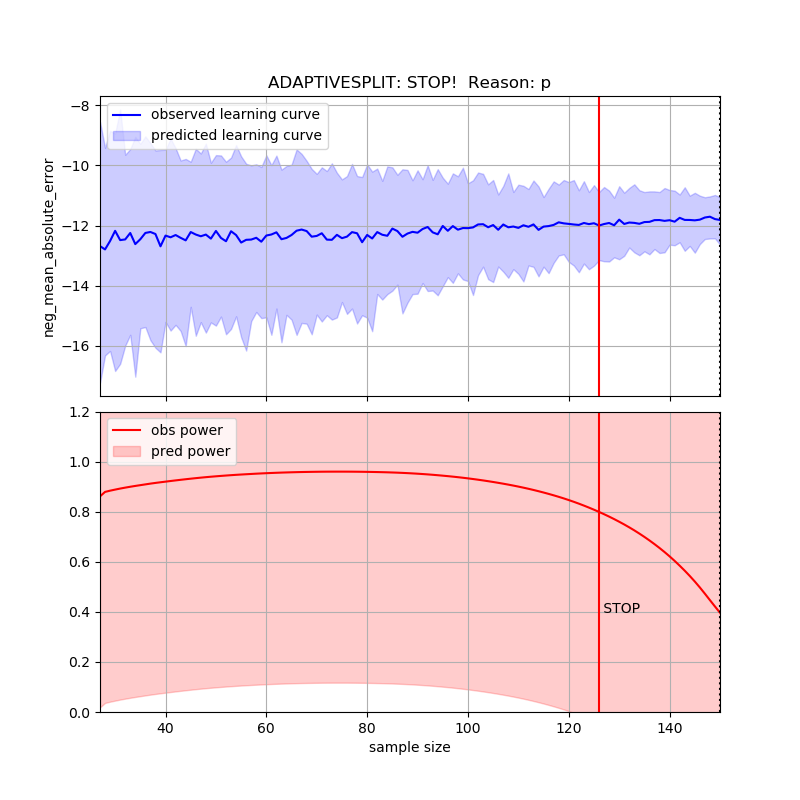 ADAPTIVESPLIT: STOP!  Reason: p
observed learning curve
predicted learning curve
neg_mean_absolute_error
−8
−10
−12
−14
−16
obs power
pred power
1.2
1.0
0.8
0.6
0.4
0.2
0.0
STOP
40 60 80 100 120 140
sample size